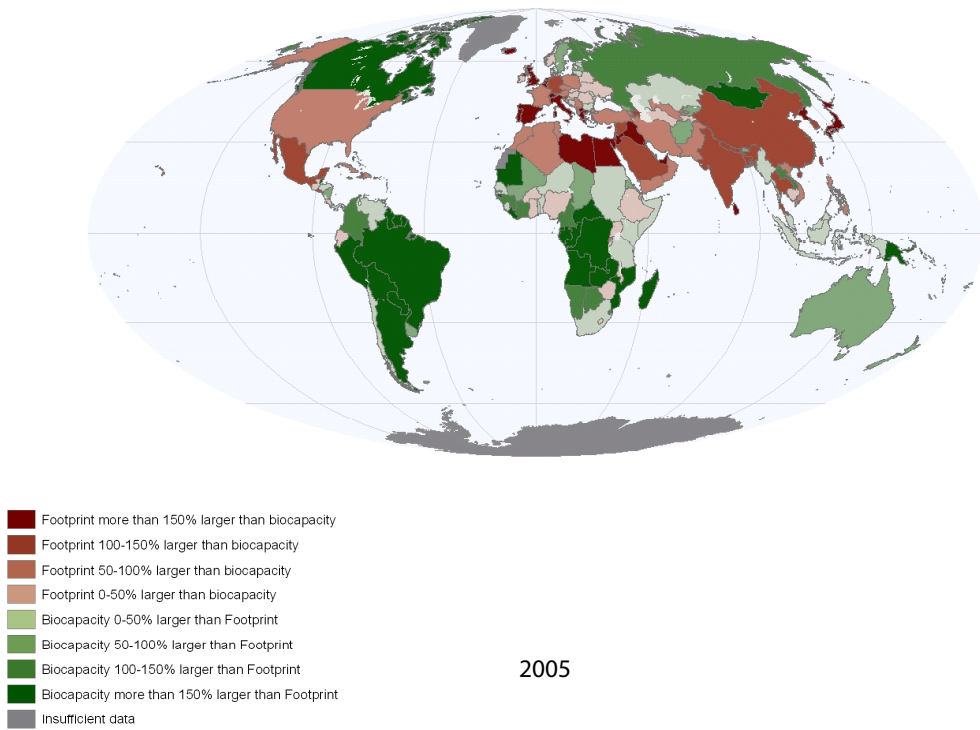 Footprint more than 150% larger than biocapacity
Footprint 100-150% larger than biocapacity
Footprint 50-100% larger than biocapacity
Footprint 0-50% larger than biocapacity
Biocapacity 0-50% larger than Footprint
Biocapacity 50-100% larger than Footprint
Biocapacity 100-150% larger than Footprint
Biocapacity more than 150% larger than Footprint
Insufficient data
2005